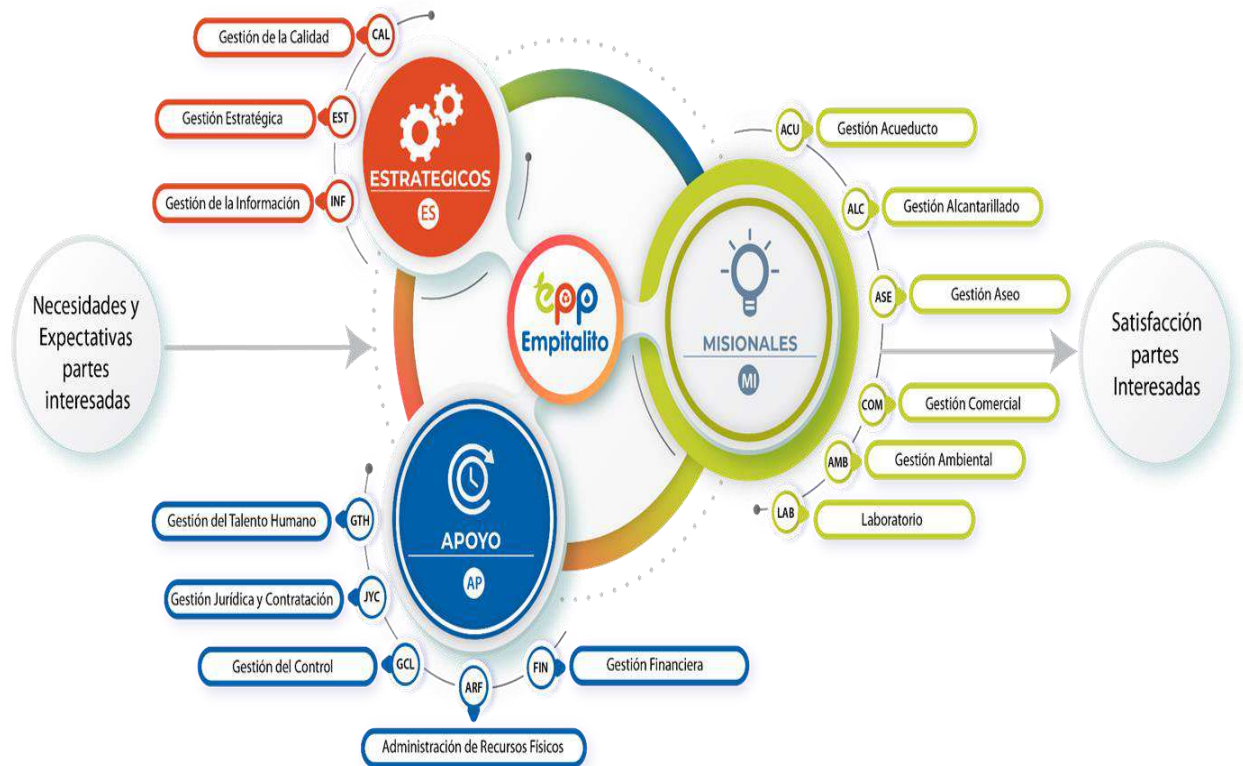 CAL
Gestión de la Calidad
EST
Gestión Estratégica
INF
Gestión de la Información
ESTRATEGICOS
ES
Necesidades y
Expectativas
partes
interesadas
epp
Empitalito
MISIONALES
MI
ACU
Gestión Acueducto
ALC
Gestión Alcantarillado
ASE
Gestión Aseo
COM
Gestión Comercial
AMB
Gestión Ambiental
LAB
Laboratorio
Satisfacción
partes
Interesadas
APOYO
AP
GTH
Gestión del Talento Humano
JYC
Gestión Jurídica y Contratación
GCL
Gestión del Control
ARF
Administración de Recursos Físicos
FIN
Gestión Financiera